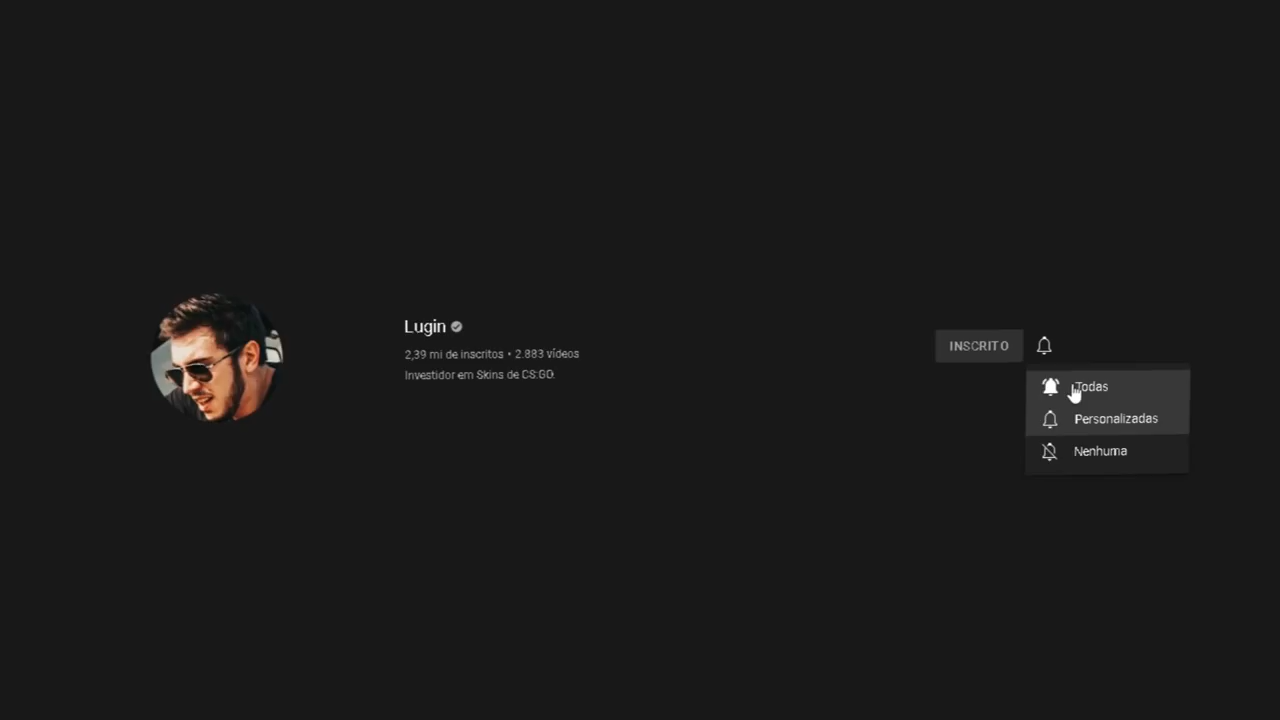 Lugin
2,39 mi de inscritos • 2.883 vídeos
Investidor em Skins de CS:GO.
INSCRITO
Todas
Personalizadas
Nenhuma